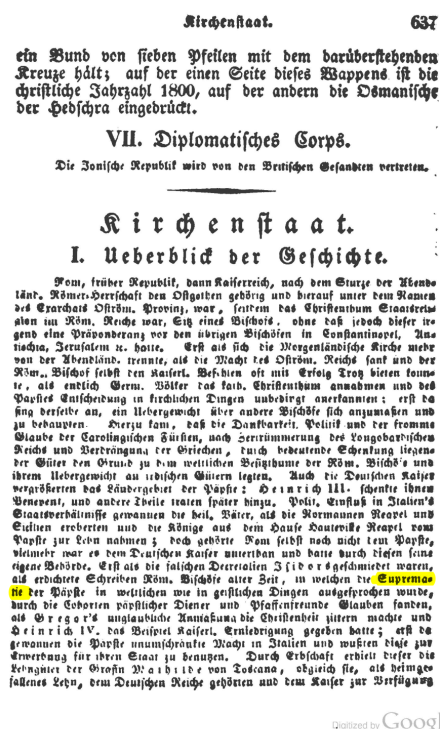 Kirchenstaat. 637
ein Bund von sieben Pfeilen mit dem darüberstehenden
Kreuze hält; auf der einen Seite dieses Wappens ist die
christliche Jahrzahl 1800, auf der andern die Osmanische
der Hedschra eingedrückt.
VII. Diplomatisches Corps.
Die Jonische Republik wird von den Britischen Gesandten vertreten.
Kirchenstaat.
I. Ueberblick der Geschichte.
Rom, früher Republik, dann Kaiserreich, nach dem Sturze der Abend-
länd. Römer-Herrschaft den Ostgothen gehörig und hierauf unter dem Namen
des Exarchats Oström. Provinz, war, seitdem das Christenthum Staatsreli-
gion im Röm. Reiche war, Sitz eines Bischofs, ohne daß jedoch dieser ir-
gend eine Präponderanz vor den übrigen Bischöfen in Constantinopel, An-
tiochia, Jerusalem ꝛc. hatte. Erst als sich die Morgenländische Kirche mehr
von der Abendländ. trennte, als die Macht des Oström. Reichs sank und der
Röm. Bischof selbst den Kaiserl. Befehlen oft mit Erfolg Trotz bieten konn-
te, als endlich Germ. Völker das kath. Christenthum annahmen und des
Papstes Entscheidung in kirchlichen Dingen unbedingt anerkannten; erst da
fing derselbe an, ein Uebergewicht über andere Bischöfe sich anzumaßen und
zu behaupten. Hierzu kam, daß die Dankbarkeit, Politik und der fromme
Glaube der Carolingischen Fürsten, nach Zertrümmerung des Longobardischen
Reichs und Verdrängung der Griechen, durch bedeutende Schenkung liegen-
der Güter den Grund zu dem weltlichen Besitzthume der Röm. Bischöfs und
ihrem Uebergewicht an irdischen Gütern legten. Auch die Deutschen Kaiser
vergrößerten das Ländergebiet der Päpste: Heinrich III. schenkte ihnen
Benevent, und andere Theile traten später hinzu. Polit. Einfluß in Italien's
Staatsverhältnisse gewannen die heil. Väter, als die Normannen Neapel und
Sicilien eroberten und die Könige aus dem Hause Hauteville Neapel vom
Papste zur Lehn nahmen; doch gehörte Rom selbst noch nicht dem Papste,
vielmehr war es dem Deutschen Kaiser unterthan und hatte durch diesen seine
eigene Behörde. Erst als die falschen Decretalien Isidors geschmiedet waren,
als erdichtete Schreiben Röm. Bischöfe alter Zeit, in welchen die Suprema-
tie der Päpste in weltlichen wie in geistlichen Dingen ausgesprochen wurde,
durch die Cohorten päpstlicher Diener und Pfaffenfreunde Glauben fanden,
als Gregor's unglaubliche Anmaßung die Christenheit zittern machte und
Heinrich IV. das Beispiel Kaiserl. Erniedrigung gegeben hatte; erst da
gewannen die Päpste unumschränkte Macht in Italien und wußten diese zur
Erwerbung für ihren Staat zu benutzen. Durch Erbschaft erhielt dieser die
Lehngüter der Gräfin Mathilde von Toscana, obgleich sie, als heimge-
fallenes Lehn, dem Deutschen Reiche gehörten und dem Kaiser zur Verfügung
Digitized by Google